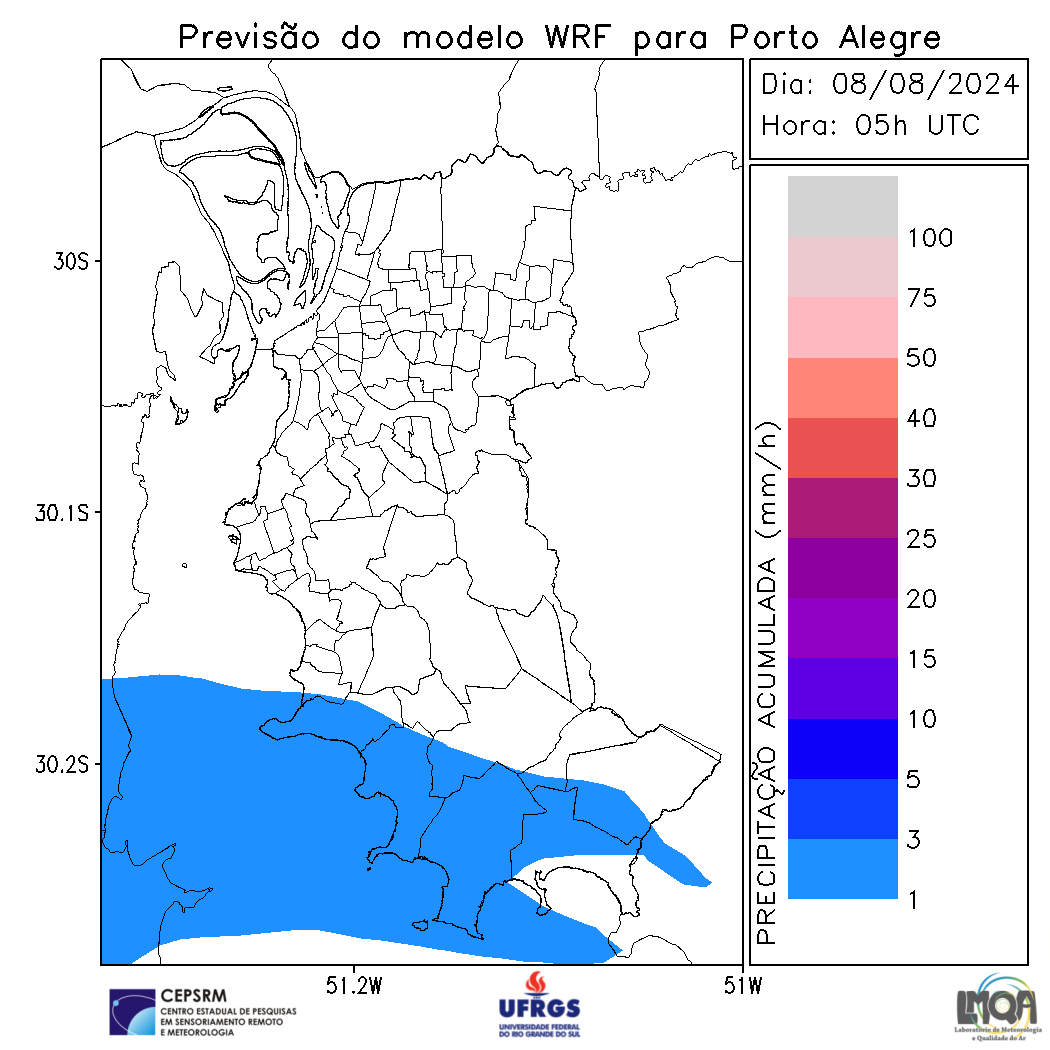 Previsão do modelo WRF para Porto Alegre
Dia: 08/08/2024
Hora: 05h UTC
30S
30.1S
30.2S
51.2W
51W
PRECIPITAÇÃO ACUMULADA (mm/h)
100
75
50
40
30
25
20
15
10
5
3
1
CEPSRM
CENTRO ESTADUAL DE PESQUISAS
EM SENSORIAMENTO REMOTO
E METEOROLOGIA
UFRGS
UNIVERSIDADE FEDERAL
DO RIO GRANDE DO SUL
LMQA
Laboratório de Meteorologia
e Qualidade do Ar